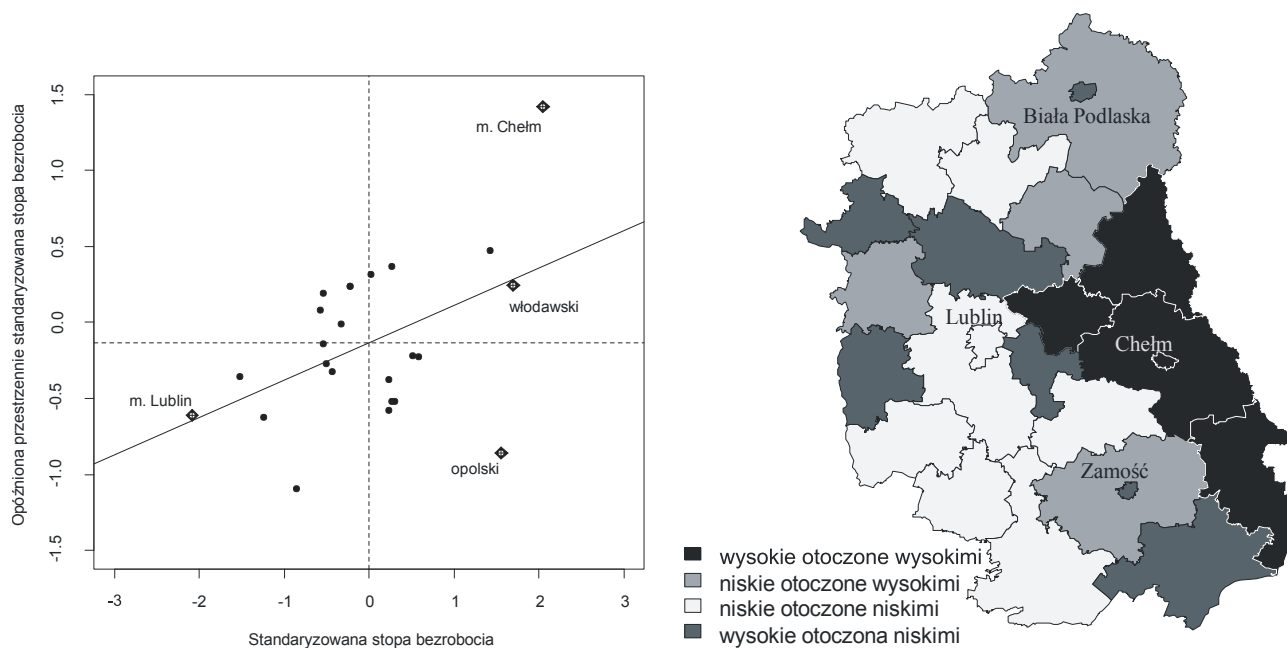 Opóźniona przestrzennie standaryzowana stopa bezrobocia
1.5
1.0
0.5
0.0
-0.5
-1.0
-1.5
m. Chełm
włodawski
m. Lublin
opolski
-3 -2 -1 0 1 2 3
Standaryzowana stopa bezrobocia
Biała Podlaska
Lublin
Chełm
Zamość
wysokie otoczone wysokimi
niskie otoczone wysokimi
niskie otoczone niskimi
wysokie otoczona niskimi